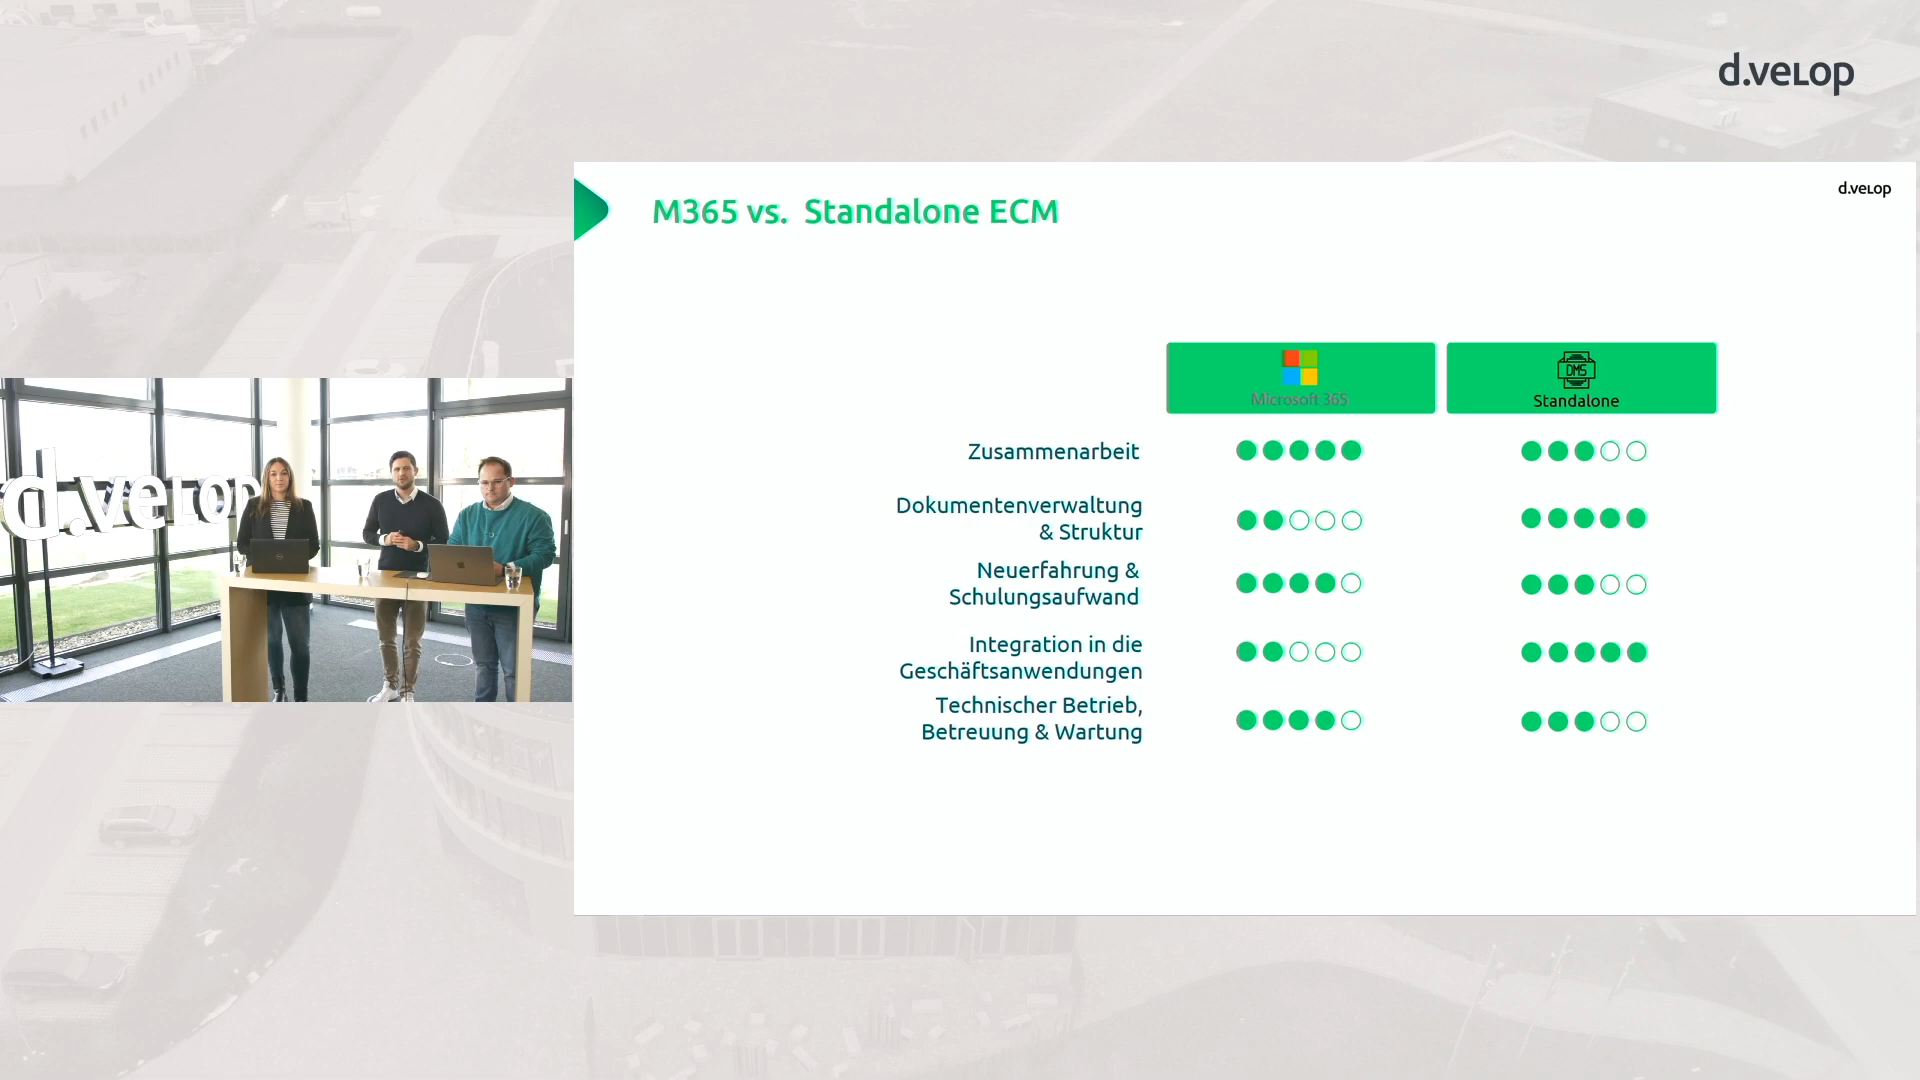 d.velop
d.velop
M365 vs. Standalone ECM
Microsoft 365
DMS
Standalone
Zusammenarbeit
Dokumentenverwaltung
& Struktur
Neuerfahrung &
Schulungsaufwand
Integration in die
Geschäftsanwendungen
Technischer Betrieb,
Betreuung & Wartung
d.velop